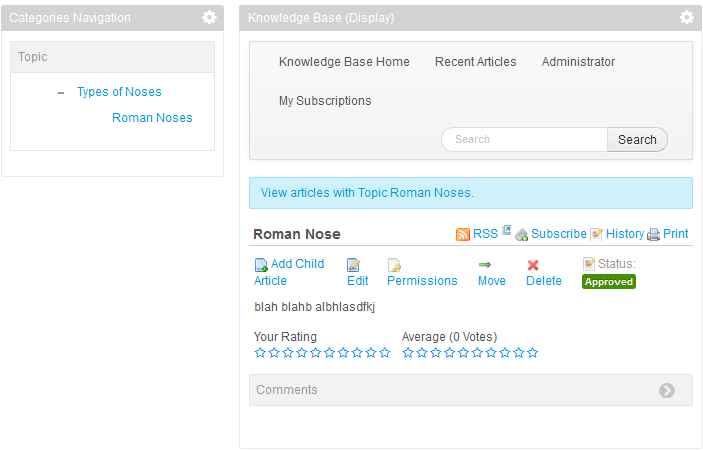 Categories Navigation
Topic
– Types of Noses
Roman Noses
Knowledge Base (Display)
Knowledge Base Home Recent Articles Administrator
My Subscriptions
Search Search
View articles with Topic Roman Noses.
Roman Nose RSS Subscribe History Print
Add Child Article Edit Permissions Move Delete Status: Approved
blah blahb albhlasdfkj
Your Rating Average (0 Votes)
Comments